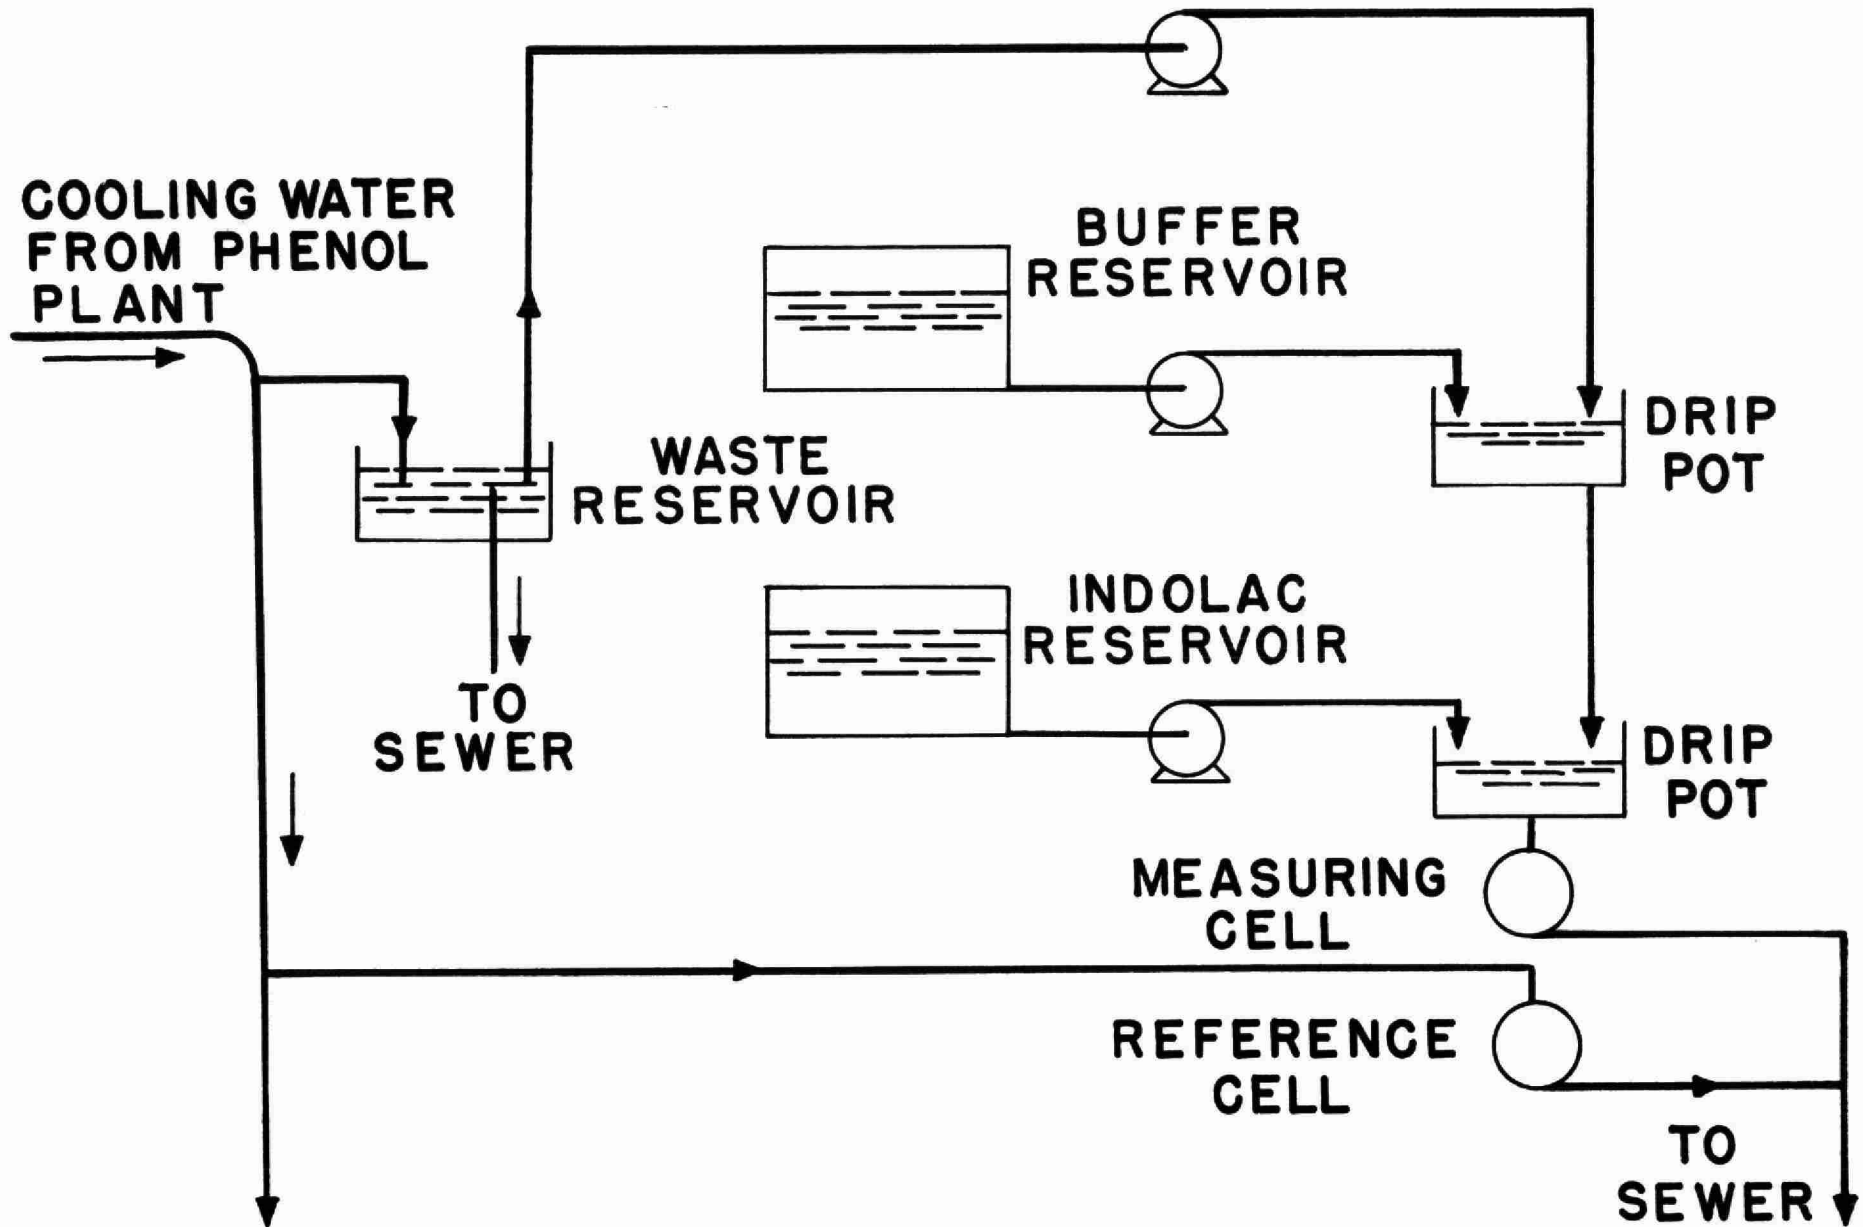 COOLING WATER
FROM PHENOL
PLANT
BUFFER
RESERVOIR
DRIP
POT
WASTE
RESERVOIR
INDOLAC
RESERVOIR
TO
SEWER
DRIP
POT
MEASURING
CELL
REFERENCE
CELL
TO
SEWER